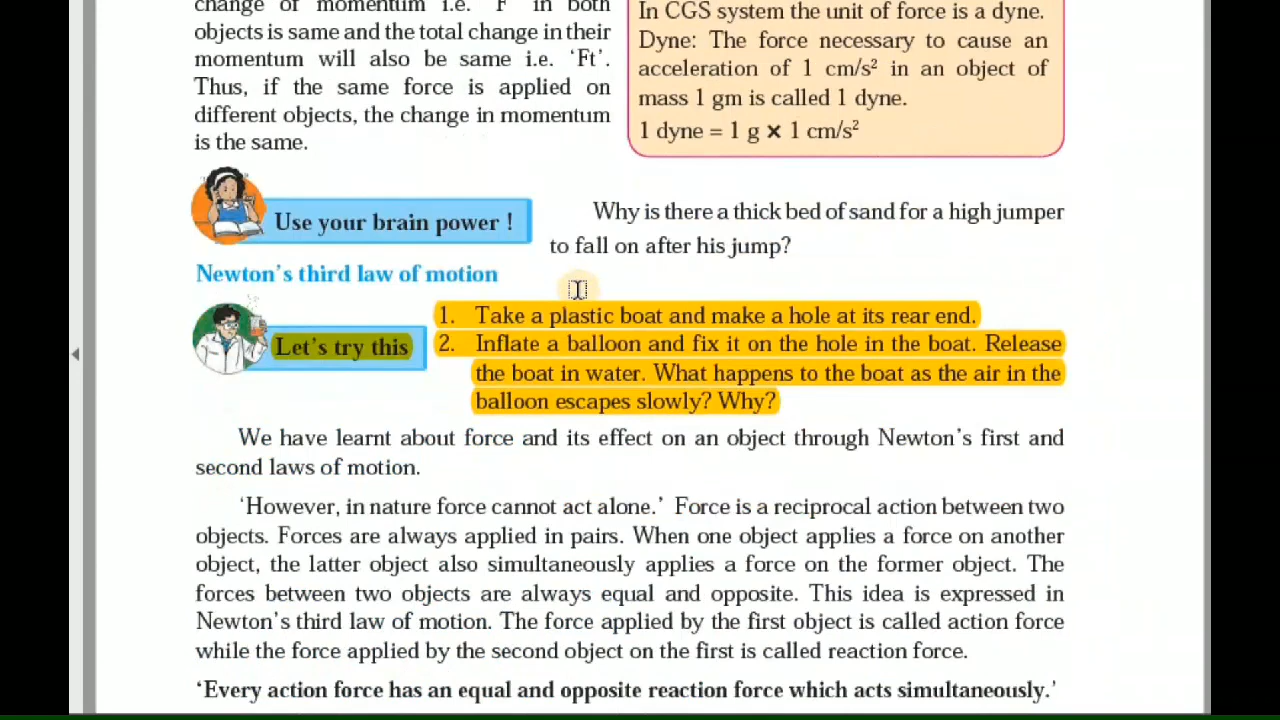 change of momentum i.e. 'F' in both
objects is same and the total change in their
momentum will also be same i.e. ‘Ft’.
Thus, if the same force is applied on
different objects, the change in momentum
is the same.
In CGS system the unit of force is a dyne.
Dyne: The force necessary to cause an
acceleration of 1 cm/s² in an object of
mass 1 gm is called 1 dyne.
1 dyne = 1 g × 1 cm/s²
Use your brain power !
Why is there a thick bed of sand for a high jumper
to fall on after his jump?
Newton’s third law of motion
Let’s try this
1. Take a plastic boat and make a hole at its rear end.
2. Inflate a balloon and fix it on the hole in the boat. Release
the boat in water. What happens to the boat as the air in the
balloon escapes slowly? Why?
We have learnt about force and its effect on an object through Newton’s first and
second laws of motion.
‘However, in nature force cannot act alone.’ Force is a reciprocal action between two
objects. Forces are always applied in pairs. When one object applies a force on another
object, the latter object also simultaneously applies a force on the former object. The
forces between two objects are always equal and opposite. This idea is expressed in
Newton’s third law of motion. The force applied by the first object is called action force
while the force applied by the second object on the first is called reaction force.
‘Every action force has an equal and opposite reaction force which acts simultaneously.’